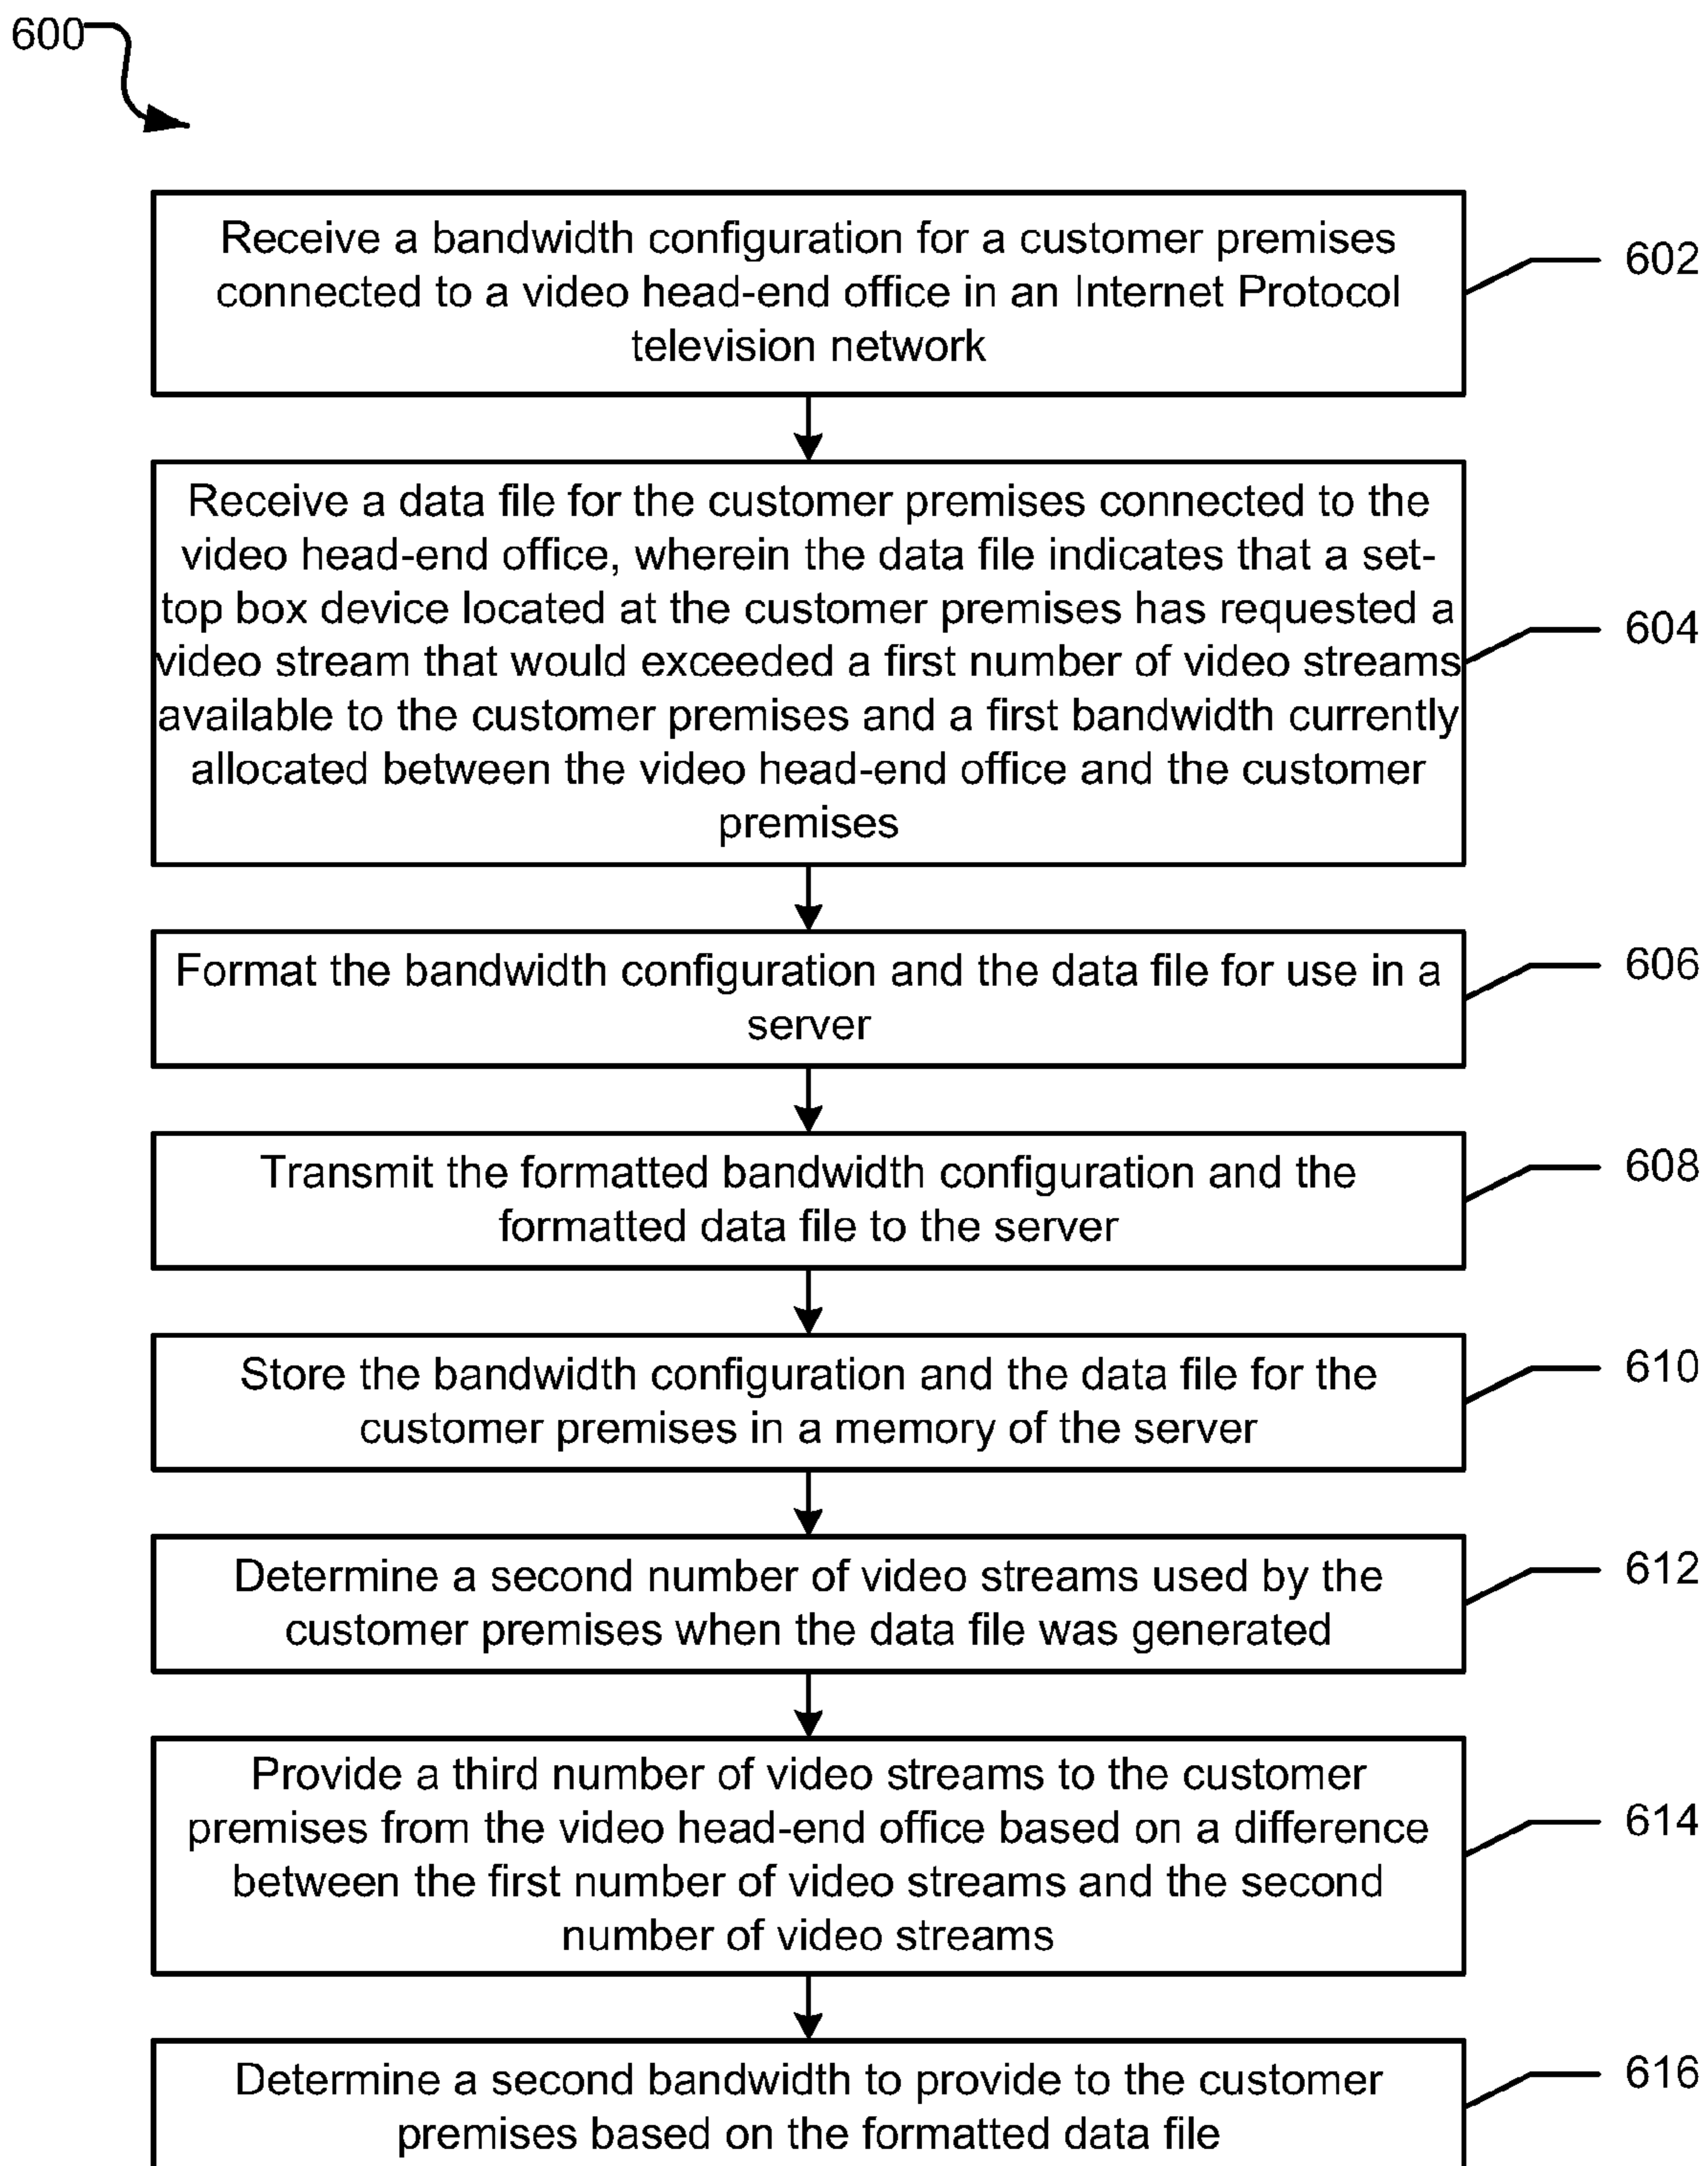 600
Receive a bandwidth configuration for a customer premises
connected to a video head-end office in an Internet Protocol
television network
602
Receive a data file for the customer premises connected to the
video head-end office, wherein the data file indicates that a set-
top box device located at the customer premises has requested a
video stream that would exceeded a first number of video streams
available to the customer premises and a first bandwidth currently
allocated between the video head-end office and the customer
premises
604
Format the bandwidth configuration and the data file for use in a
server
606
Transmit the formatted bandwidth configuration and the
formatted data file to the server
608
Store the bandwidth configuration and the data file for the
customer premises in a memory of the server
610
Determine a second number of video streams used by the
customer premises when the data file was generated
612
Provide a third number of video streams to the customer
premises from the video head-end office based on a difference
between the first number of video streams and the second
number of video streams
614
Determine a second bandwidth to provide to the customer
premises based on the formatted data file
616